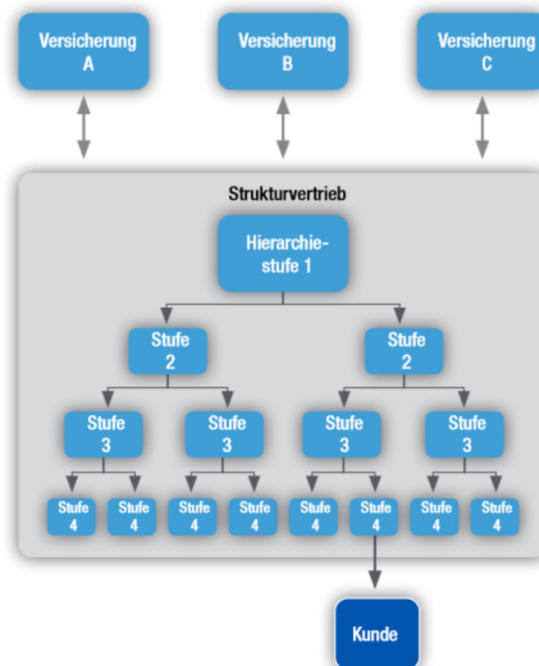 Versicherung
A
Versicherung
B
Versicherung
C
Strukturvertrieb
Hierarchie-
stufe 1
Stufe
2
Stufe
2
Stufe
3
Stufe
3
Stufe
3
Stufe
3
Stufe
4
Stufe
4
Stufe
4
Stufe
4
Stufe
4
Stufe
4
Stufe
4
Stufe
4
Kunde